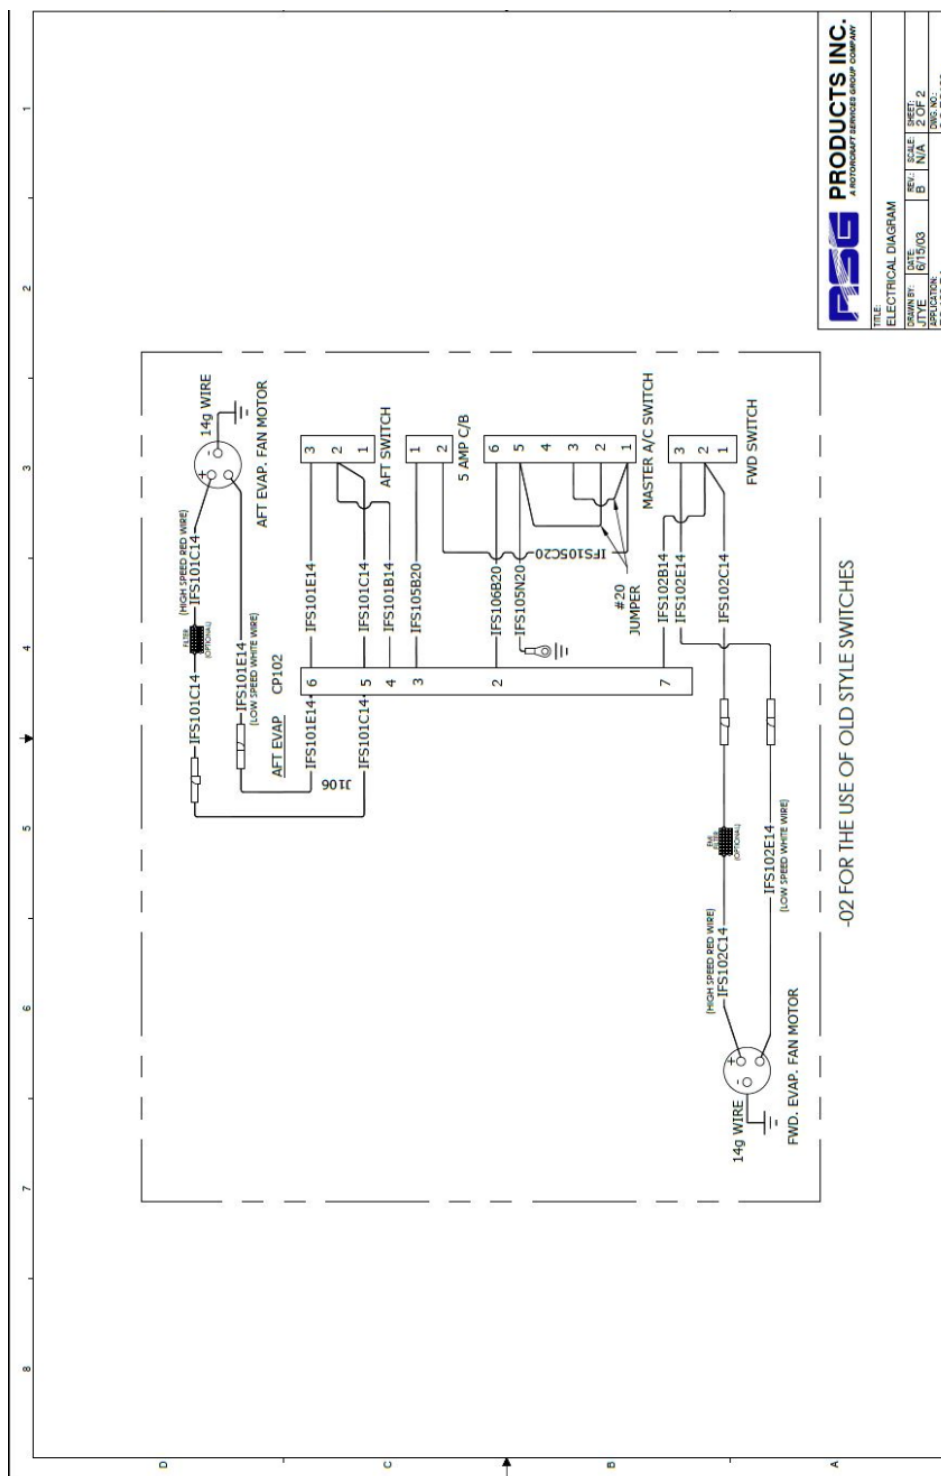 8
7
6
5
4
3
2
1
D
C
B
A
14g WIRE
AFT EVAP. FAN MOTOR
+
-
(HIGH SPEED RED WIRE)
IFS101C14
FILTER
(OPTIONAL)
IFS101C14
IFS101E14
(LOW SPEED WHITE WIRE)
AFT EVAP
CP102
J106
IFS101E14
IFS101C14
6
5
4
3
2
7
IFS101E14
IFS101C14
IFS101B14
IFS105B20
IFS106B20
IFS105N20
IFS105C20
#20
JUMPER
IFS102B14
IFS102E14
IFS102C14
3
2
1
AFT SWITCH
1
2
5 AMP C/B
6
5
4
3
2
1
MASTER A/C SWITCH
3
2
1
FWD SWITCH
EMI
FILTER
(OPTIONAL)
(HIGH SPEED RED WIRE)
IFS102C14
IFS102E14
(LOW SPEED WHITE WIRE)
+
-
14g WIRE
FWD. EVAP. FAN MOTOR
-02 FOR THE USE OF OLD STYLE SWITCHES
RSG PRODUCTS INC.
A ROTORCRAFT SERVICES GROUP COMPANY
TITLE:
ELECTRICAL DIAGRAM
DRAWN BY:
JTYE
DATE:
6/15/03
REV.:
B
SCALE:
N/A
SHEET:
2 OF 2
APPLICATION:
DWG. NO.: